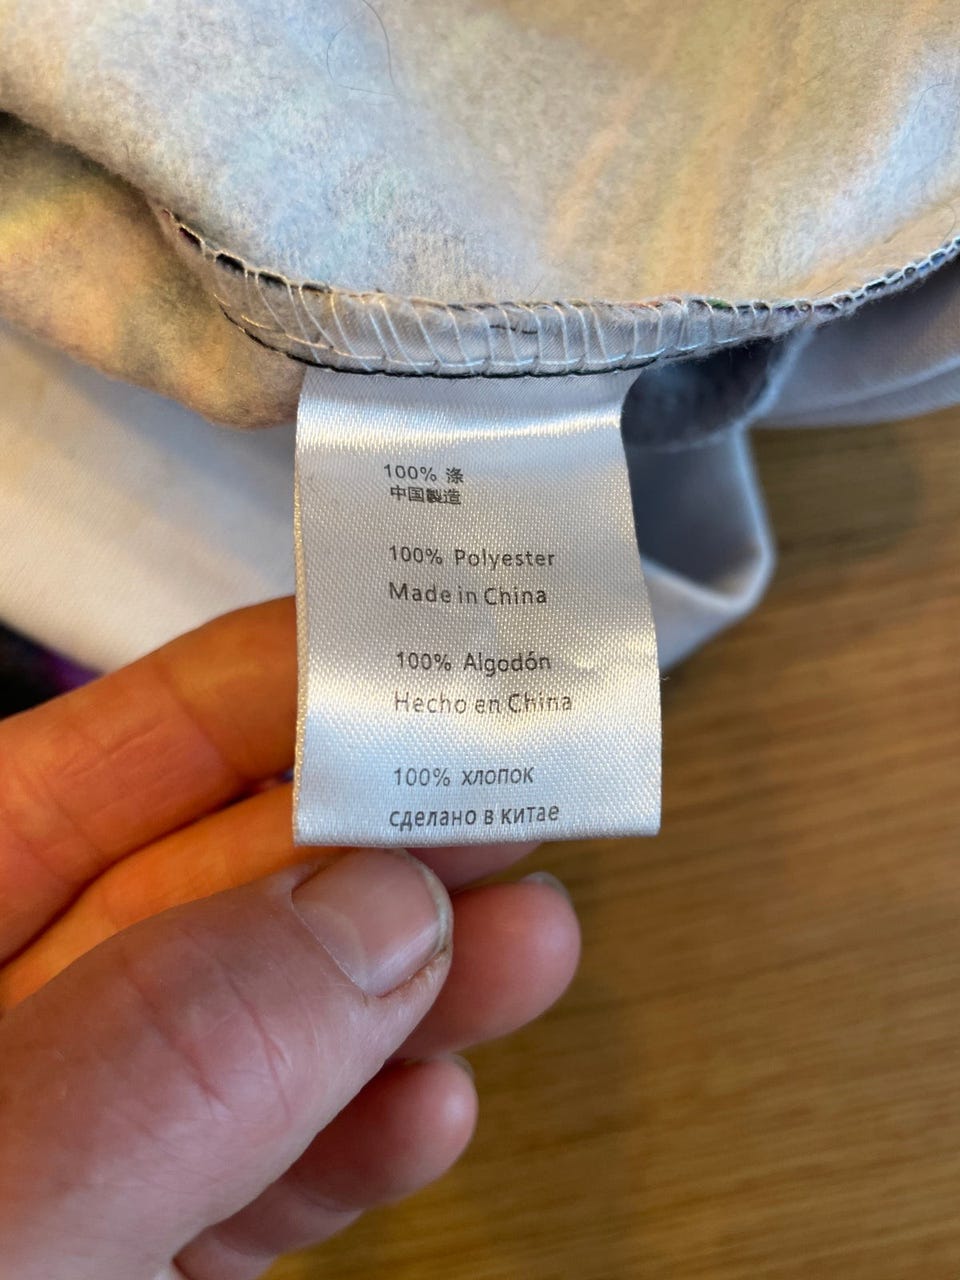 100% 涤
中国製造
100% Polyester
Made in China
100% Algodón
Hecho en China
100% хлопок
сделано в китае